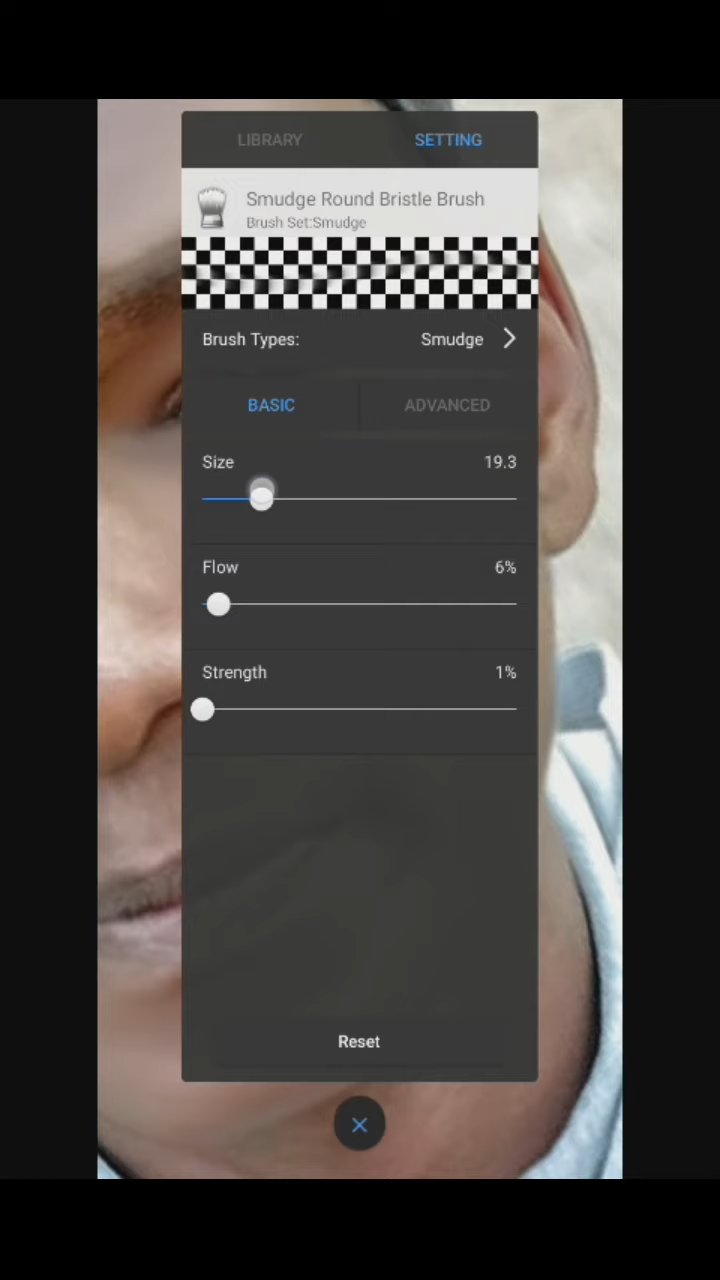 LIBRARY SETTING
Smudge Round Bristle Brush
Brush Set:Smudge
Brush Types: Smudge
BASIC ADVANCED
Size 19.3
Flow 6%
Strength 1%
Reset